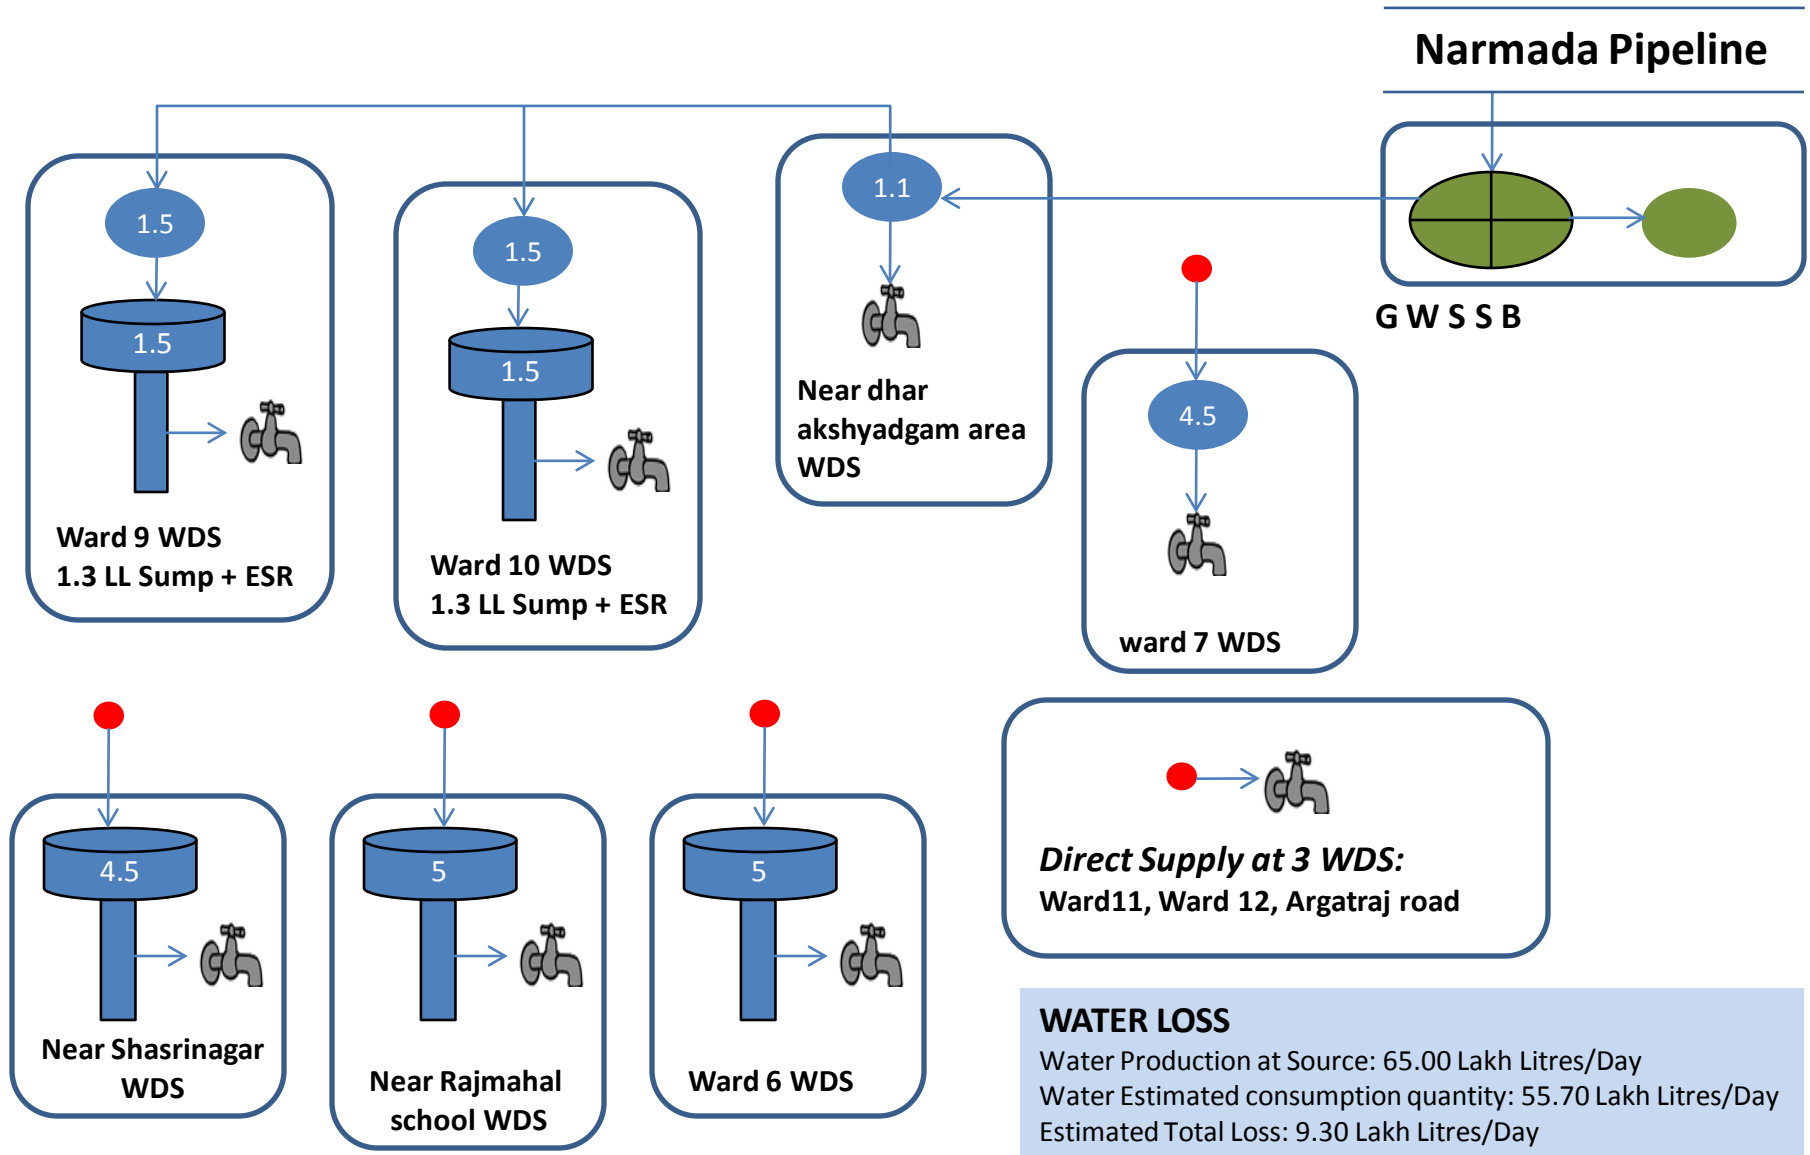 Narmada Pipeline
1.5
1.5
Ward 9 WDS
1.3 LL Sump + ESR
1.5
1.5
Ward 10 WDS
1.3 LL Sump + ESR
1.1
Near dhar
akshyadgam area
WDS
G W S S B
4.5
ward 7 WDS
4.5
Near Shasrinagar
WDS
5
Near Rajmahal
school WDS
5
Ward 6 WDS
Direct Supply at 3 WDS:
Ward11, Ward 12, Argatraj road
WATER LOSS
Water Production at Source: 65.00 Lakh Litres/Day
Water Estimated consumption quantity: 55.70 Lakh Litres/Day
Estimated Total Loss: 9.30 Lakh Litres/Day